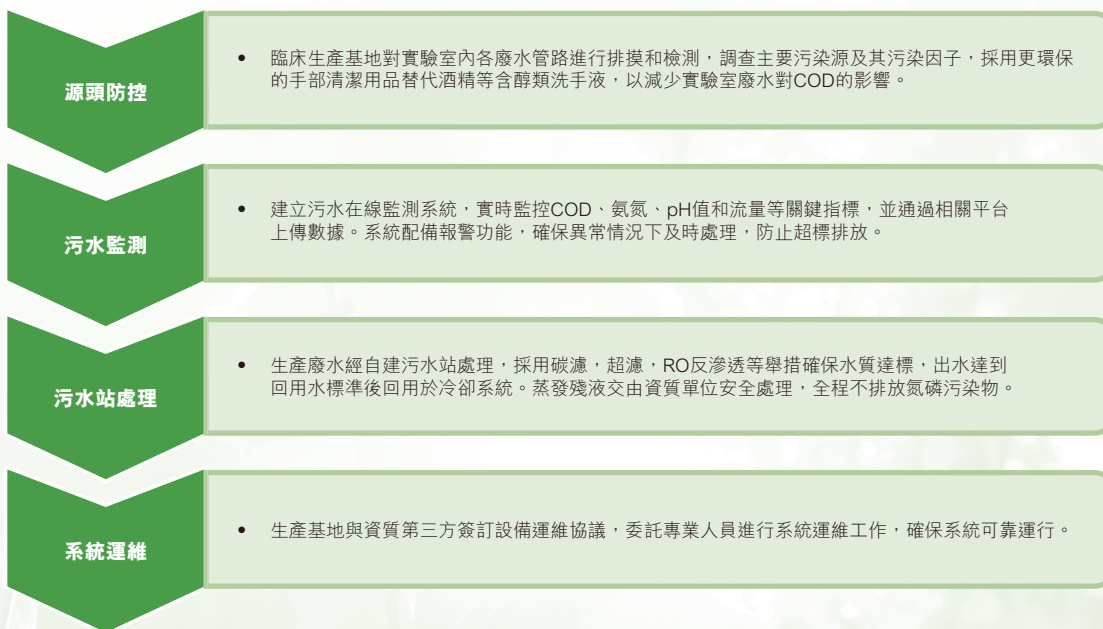 源頭防控
• 臨床生產基地對實驗室內各廢水管路進行排摸和檢測，調查主要污染源及其污染因子，採用更環保
的手部清潔用品替代酒精等含醇類洗手液，以減少實驗室廢水對COD的影響。
污水監測
• 建立污水在線監測系統，實時監控COD、氨氮、pH值和流量等關鍵指標，並通過相關平台
上傳數據。系統配備報警功能，確保異常情況下及時處理，防止超標排放。
污水站處理
• 生產廢水經自建污水站處理，採用碳濾，超濾，RO反滲透等舉措確保水質達標，出水達到
回用水標準後回用於冷卻系統。蒸發殘液交由資質單位安全處理，全程不排放氮磷污染物。
系統運維
• 生產基地與資質第三方簽訂設備運維協議，委託專業人員進行系統運維工作，確保系統可靠運行。